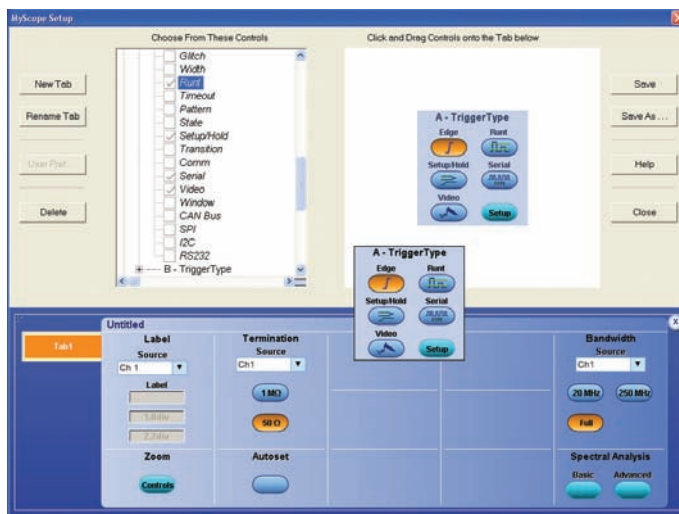 MyScope Setup
Choose From These Controls
Click and Drag Controls onto the Tab below
New Tab
Rename Tab
User Pref...
Delete
Glitch
Width
Runt
Timeout
Pattern
State
Setup/Hold
Transition
Comm
Serial
Video
Window
CAN Bus
SPI
I2C
RS232
B - TriggerType
A - TriggerType
Edge Runt
Setup/Hold Serial
Video
Setup
Save
Save As ...
Help
Close
A - TriggerType
Edge Runt
Setup/Hold Serial
Video
Setup
Tab1
Untitled
Label
Source
Ch 1
Label
1.0div
2.2div
Zoom
Controls
Termination
Source
Ch1
1 MΩ
50 Ω
Autoset
Bandwidth
Source
Ch1
20 MHz 250 MHz
Full
Spectral Analysis
Basic Advanced